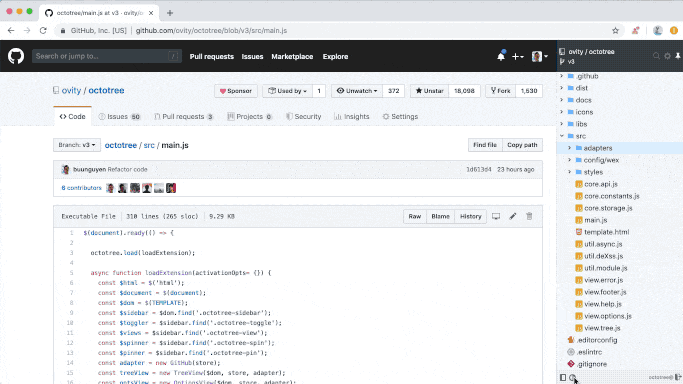 octotree/main.js at v3 · ovity/o
GitHub, Inc. [US] github.com/ovity/octotree/blob/v3/src/main.js
Search or jump to... /
Pull requests Issues Marketplace Explore
ovity / octotree
Sponsor Used by 1 Unwatch 372 Unstar 18,098 Fork 1,530
Code Issues 50 Pull requests 3 Projects 0 Security Insights Settings
Branch: v3 octotree / src / main.js Find file Copy path
buunguyen Refactor code 1d613d4 23 hours ago
6 contributors
Executable File 310 lines (265 sloc) 9.29 KB Raw Blame History
1 $(document).ready(() => {
2
3 octotree.load(loadExtension);
4
5 async function loadExtension(activationOpts= {}) {
6 const $html = $('html');
7 const $document = $(document);
8 const $dom = $(TEMPLATE);
9 const $sidebar = $dom.find('.octotree-sidebar');
10 const $toggler = $sidebar.find('.octotree-toggle');
11 const $views = $sidebar.find('.octotree-view');
12 const $spinner = $sidebar.find('.octotree-spin');
13 const $pinner = $sidebar.find('.octotree-pin');
14 const adapter = new GitHub(store);
15 const treeView = new TreeView($dom, store, adapter);
16 const optsView = new OptionsView($dom, store, adapter);
ovity / octotree
v3
.github
dist
docs
icons
libs
src
adapters
config/wex
styles
core.api.js
core.constants.js
core.storage.js
main.js
template.html
util.async.js
util.deXss.js
util.module.js
view.error.js
view.footer.js
view.help.js
view.options.js
view.tree.js
.editorconfig
.eslintrc
.gitignore
octotree@